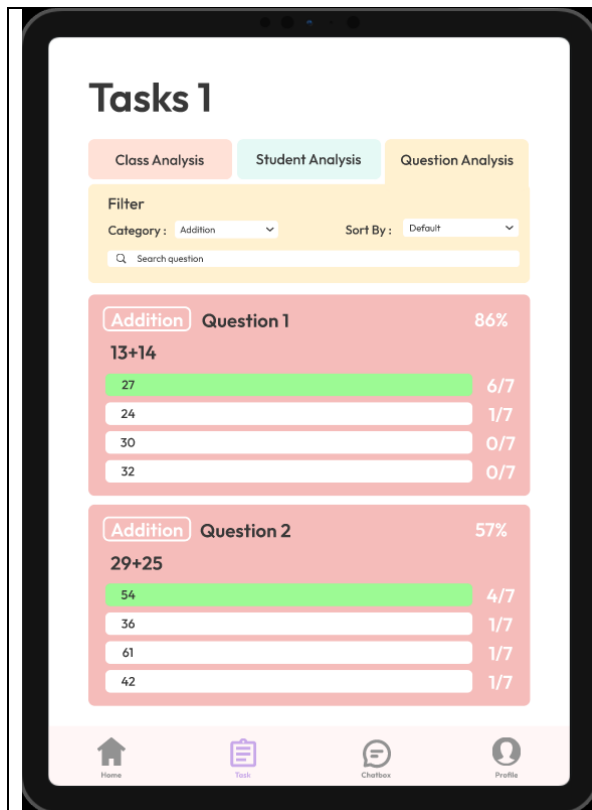 Tasks 1
Class Analysis Student Analysis Question Analysis
Filter
Category : Addition Sort By : Default
Search question
Addition Question 1 86%
13+14
27 6/7
24 1/7
30 0/7
32 0/7
Addition Question 2 57%
29+25
54 4/7
36 1/7
61 1/7
42 1/7
Home Task Chatbox Profile